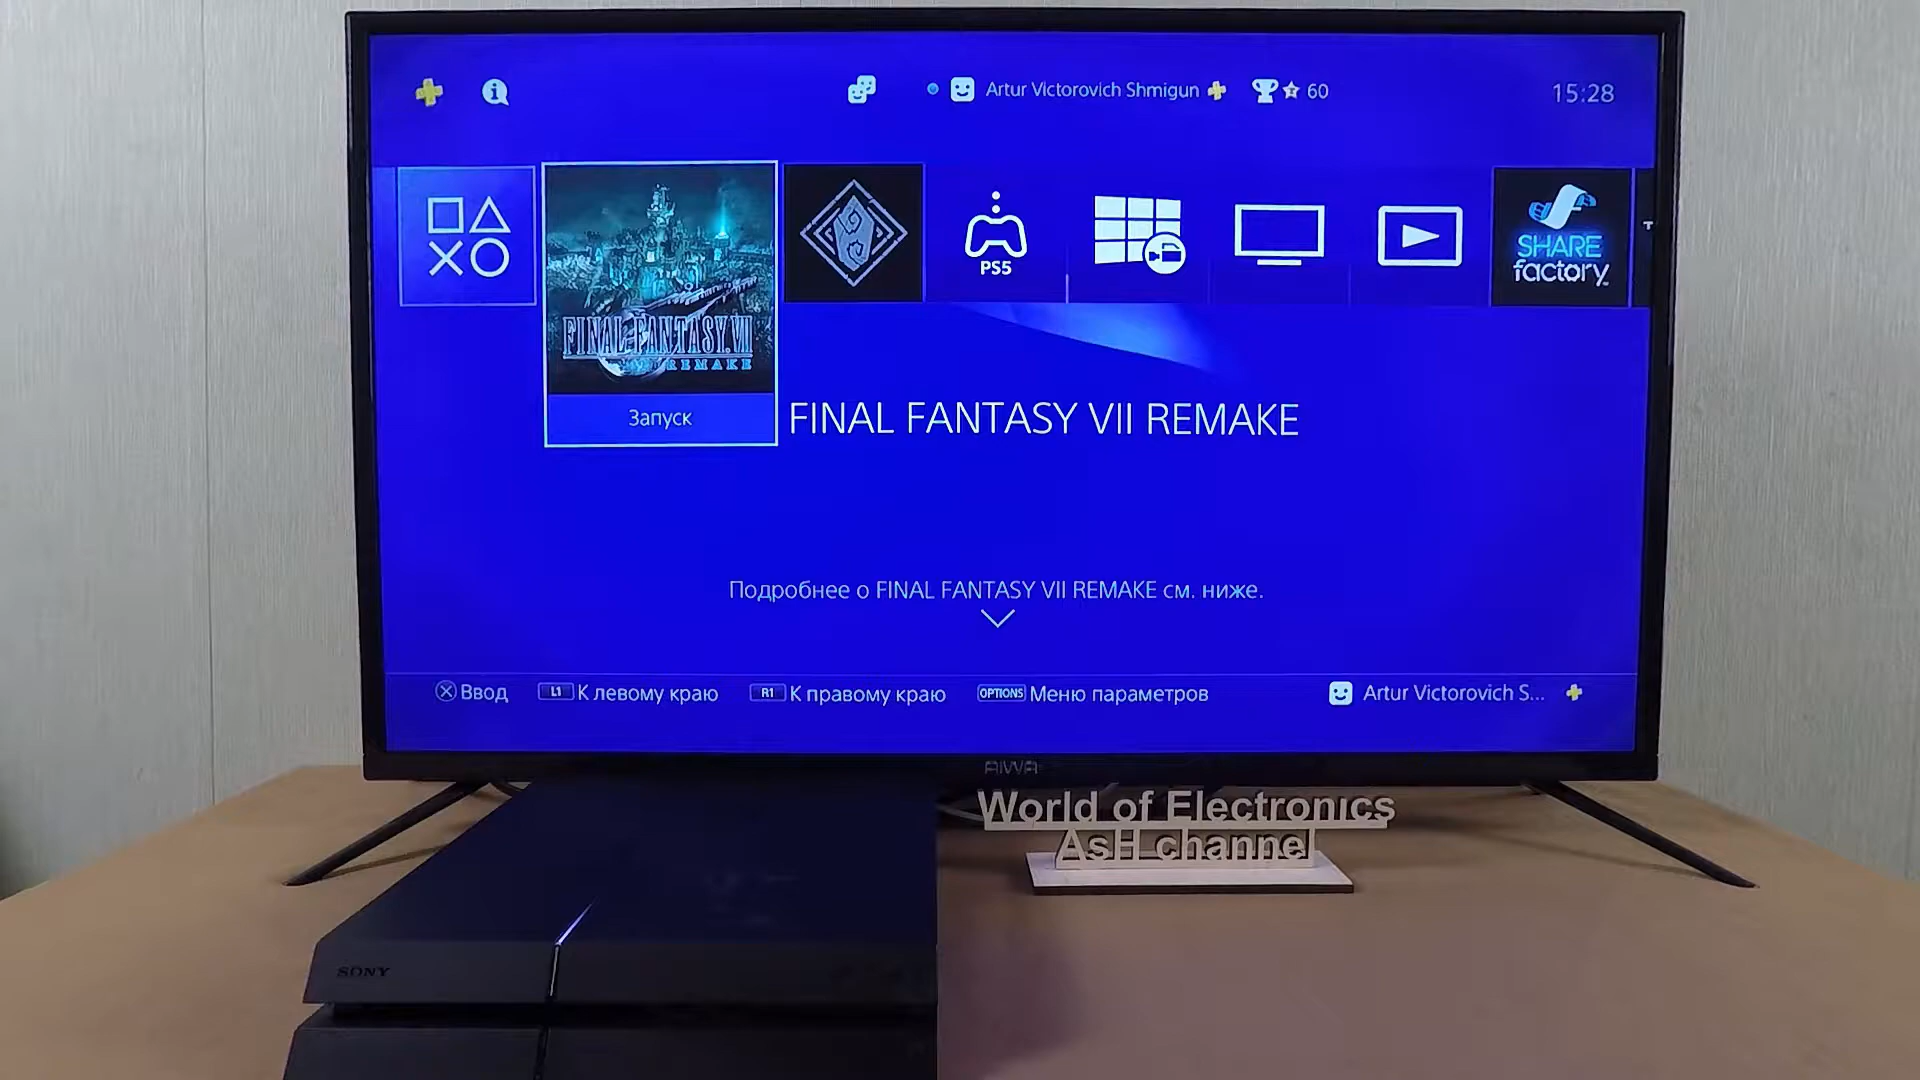 Artur Victorovich Shmigun
60
15:28
PS5
SHARE
factory
FINAL FANTASY VII
REMAKE
Запуск
FINAL FANTASY VII REMAKE
Подробнее о FINAL FANTASY VII REMAKE см. ниже.
Ввод
L1 К левому краю
R1 К правому краю
OPTIONS Меню параметров
Artur Victorovich S...
AIWA
World of Electronics
AsH channel
SONY